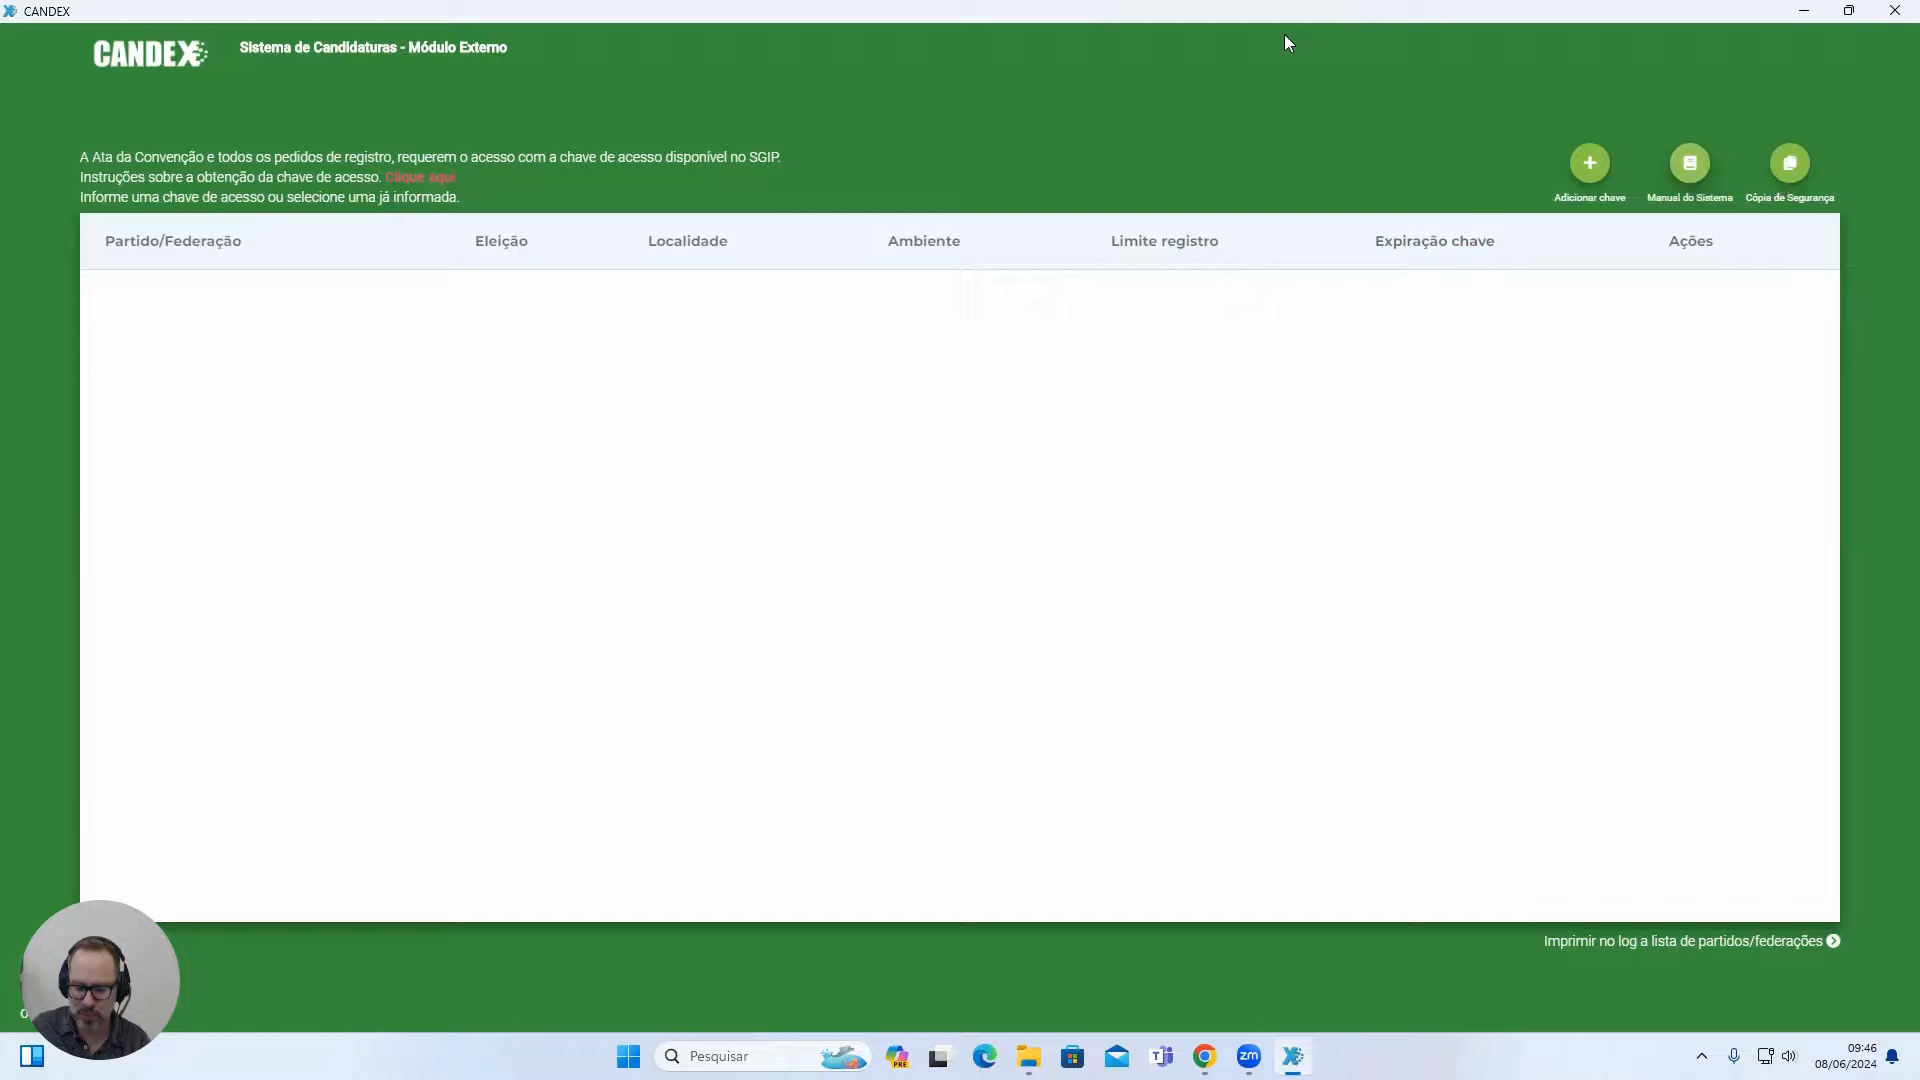 CANDEX
CANDEX
Sistema de Candidaturas - Módulo Externo
A Ata da Convenção e todos os pedidos de registro, requerem o acesso com a chave de acesso disponível no SGIP.
Instruções sobre a obtenção da chave de acesso. Clique aqui
Informe uma chave de acesso ou selecione uma já informada.
Adicionar chave
Manual do Sistema
Cópia de Segurança
Partido/Federação Eleição Localidade Ambiente Limite registro Expiração chave Ações
Imprimir no log a lista de partidos/federações
Pesquisar
PRE
zm
09:46
08/06/2024